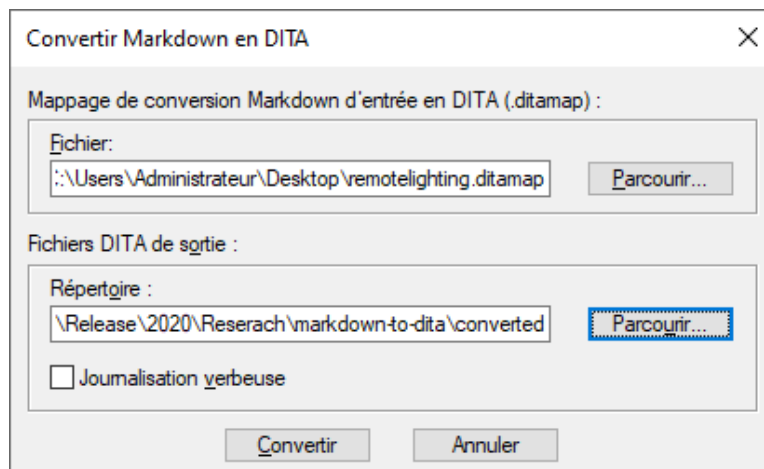 Convertir Markdown en DITA
Mappage de conversion Markdown d'entrée en DITA (.ditamap) :
Fichier:
:\Users\Administrateur\Desktop\remotelighting.ditamap
Parcourir...
Fichiers DITA de sortie :
Répertoire :
\Release\2020\Reserach\markdown-to-dita\converted
Parcourir...
Journalisation verbeuse
Convertir
Annuler